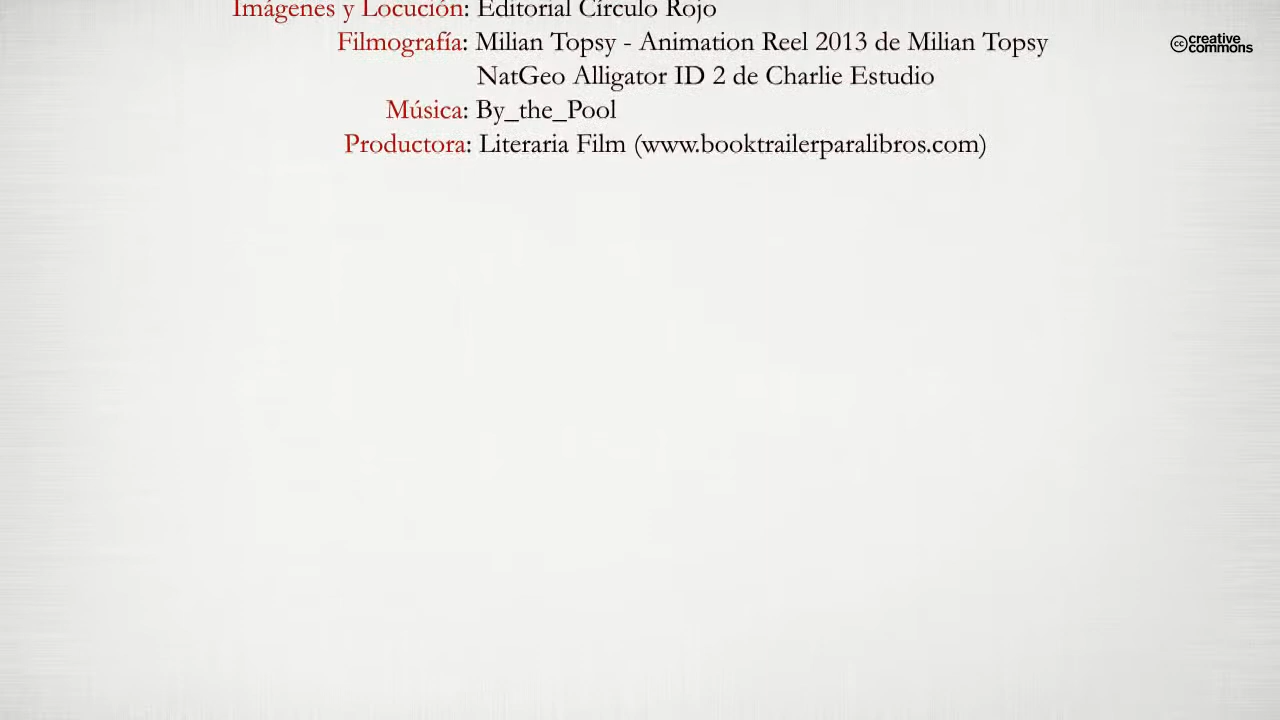 Imágenes y Locución: Editorial Círculo Rojo
Filmografía: Milian Topsy - Animation Reel 2013 de Milian Topsy
NatGeo Alligator ID 2 de Charlie Estudio
Música: By_the_Pool
Productora: Literaria Film (www.booktrailerparalibros.com)
cc creative
commons